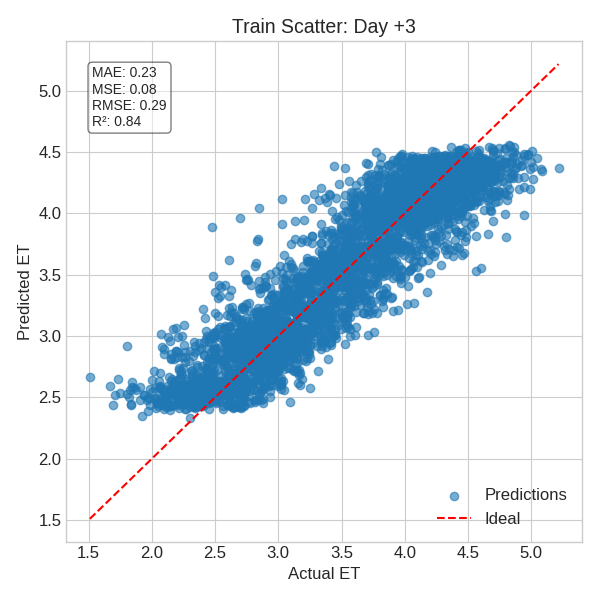 Train Scatter: Day +3
MAE: 0.23
MSE: 0.08
RMSE: 0.29
R²: 0.84
Predicted ET
5.0
4.5
4.0
3.5
3.0
2.5
2.0
1.5
Predictions
Ideal
1.5 2.0 2.5 3.0 3.5 4.0 4.5 5.0
Actual ET